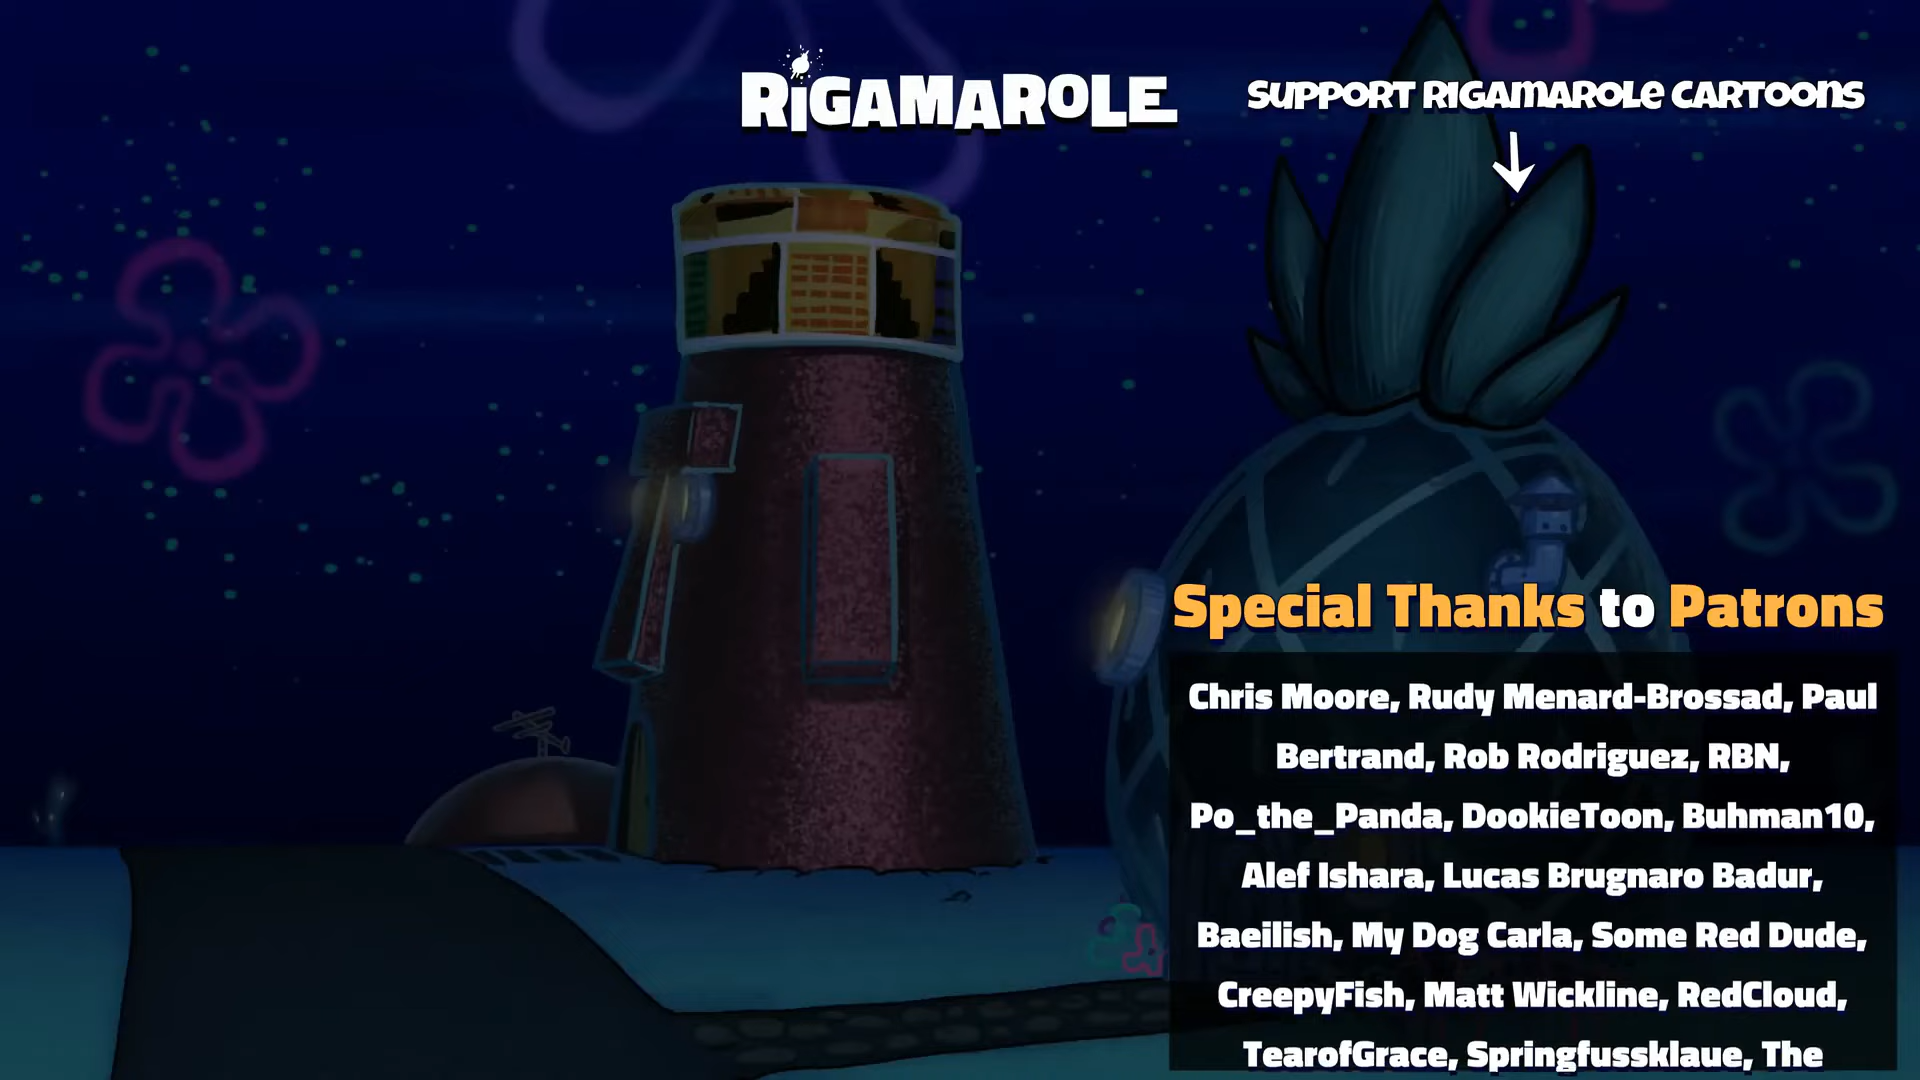 RIGAMAROLE
SUPPORT RIGAMAROLE CARTOONS
Special Thanks to Patrons
Chris Moore, Rudy Menard-Brossad, Paul
Bertrand, Rob Rodriguez, RBN,
Po_the_Panda, DookieToon, Buhman10,
Alef Ishara, Lucas Brugnaro Badur,
Baeilish, My Dog Carla, Some Red Dude,
CreepyFish, Matt Wickline, RedCloud,
TearofGrace, Springfussklaue, The